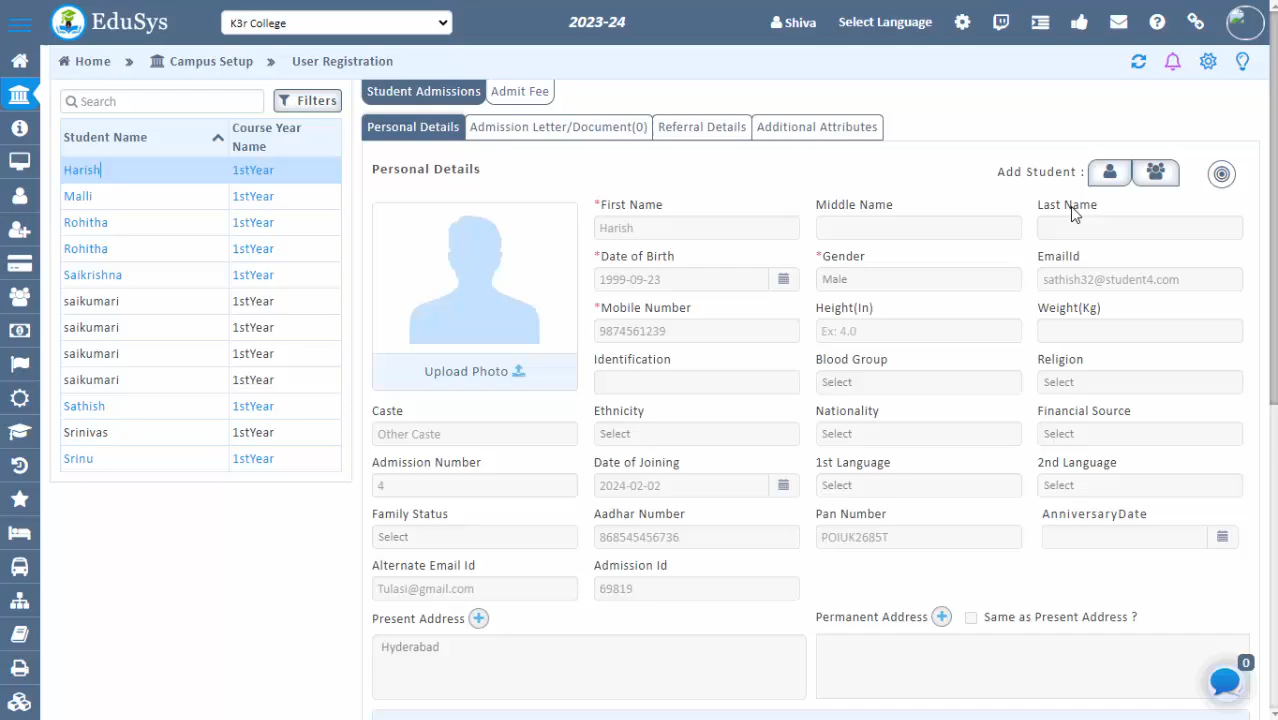 EduSys
K3r College
2023-24
Shiva
Select Language
Home » Campus Setup » User Registration
Search
Filters
Student Name
Course Year Name
Harish 1stYear
Malli 1stYear
Rohitha 1stYear
Rohitha 1stYear
Saikrishna 1stYear
saikumari 1stYear
saikumari 1stYear
saikumari 1stYear
saikumari 1stYear
Sathish 1stYear
Srinivas 1stYear
Srinu 1stYear
Student Admissions Admit Fee
Personal Details Admission Letter/Document(0) Referral Details Additional Attributes
Personal Details
Add Student :
Upload Photo
*First Name Middle Name Last Name
Harish
*Date of Birth *Gender EmailId
1999-09-23 Male sathish32@student4.com
*Mobile Number Height(In) Weight(Kg)
9874561239 Ex: 4.0
Identification Blood Group Religion
Select Select
Caste Ethnicity Nationality Financial Source
Other Caste Select Select Select
Admission Number Date of Joining 1st Language 2nd Language
4 2024-02-02 Select Select
Family Status Aadhar Number Pan Number AnniversaryDate
Select 868545456736 POIUK2685T
Alternate Email Id Admission Id
Tulasi@gmail.com 69819
Present Address Permanent Address Same as Present Address ?
Hyderabad
0